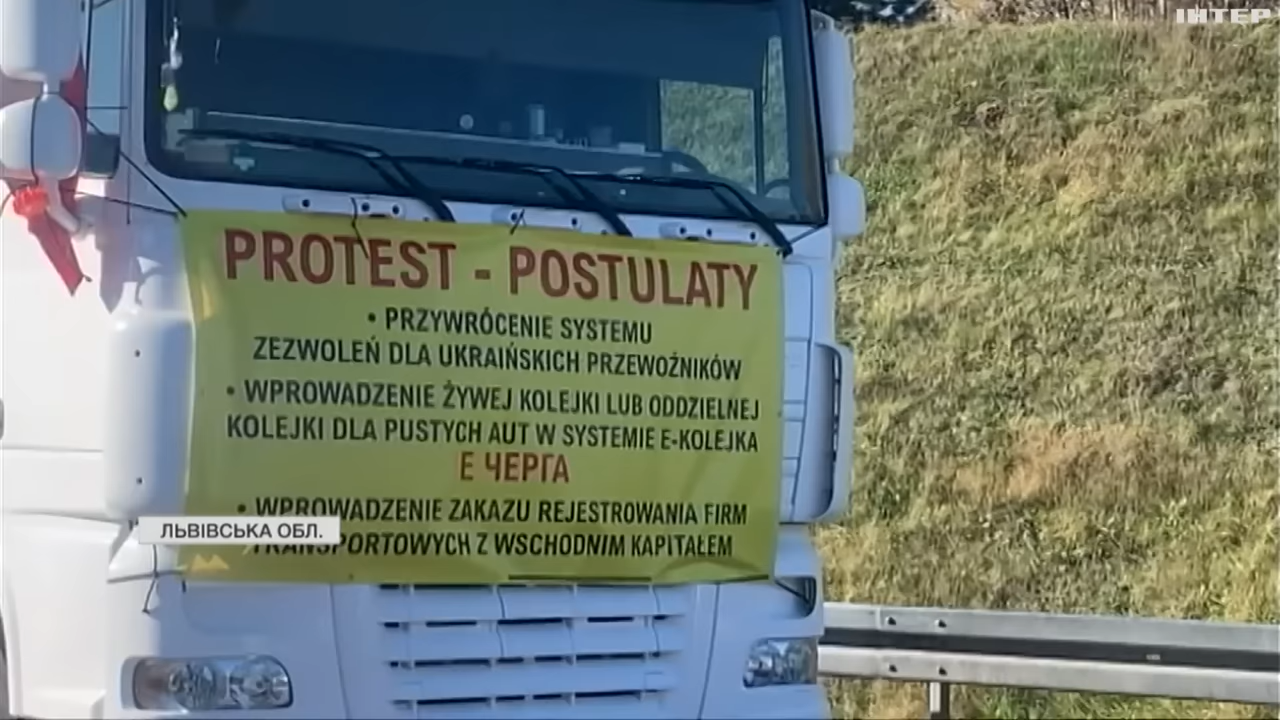 ІНТЕР
PROTEST - POSTULATY
• PRZYWRÓCENIE SYSTEMU
ZEZWOLEŃ DLA UKRAIŃSKICH PRZEWOŹNIKÓW
• WPROWADZENIE ŻYWEJ KOLEJKI LUB ODDZIELNEJ
KOLEJKI DLA PUSTYCH AUT W SYSTEMIE E-KOLEJKA
Е ЧЕРГА
• WPROWADZENIE ZAKAZU REJESTROWANIA FIRM
TRANSPORTOWYCH Z WSCHODNIM KAPITAŁEM
ЛЬВІВСЬКА ОБЛ.